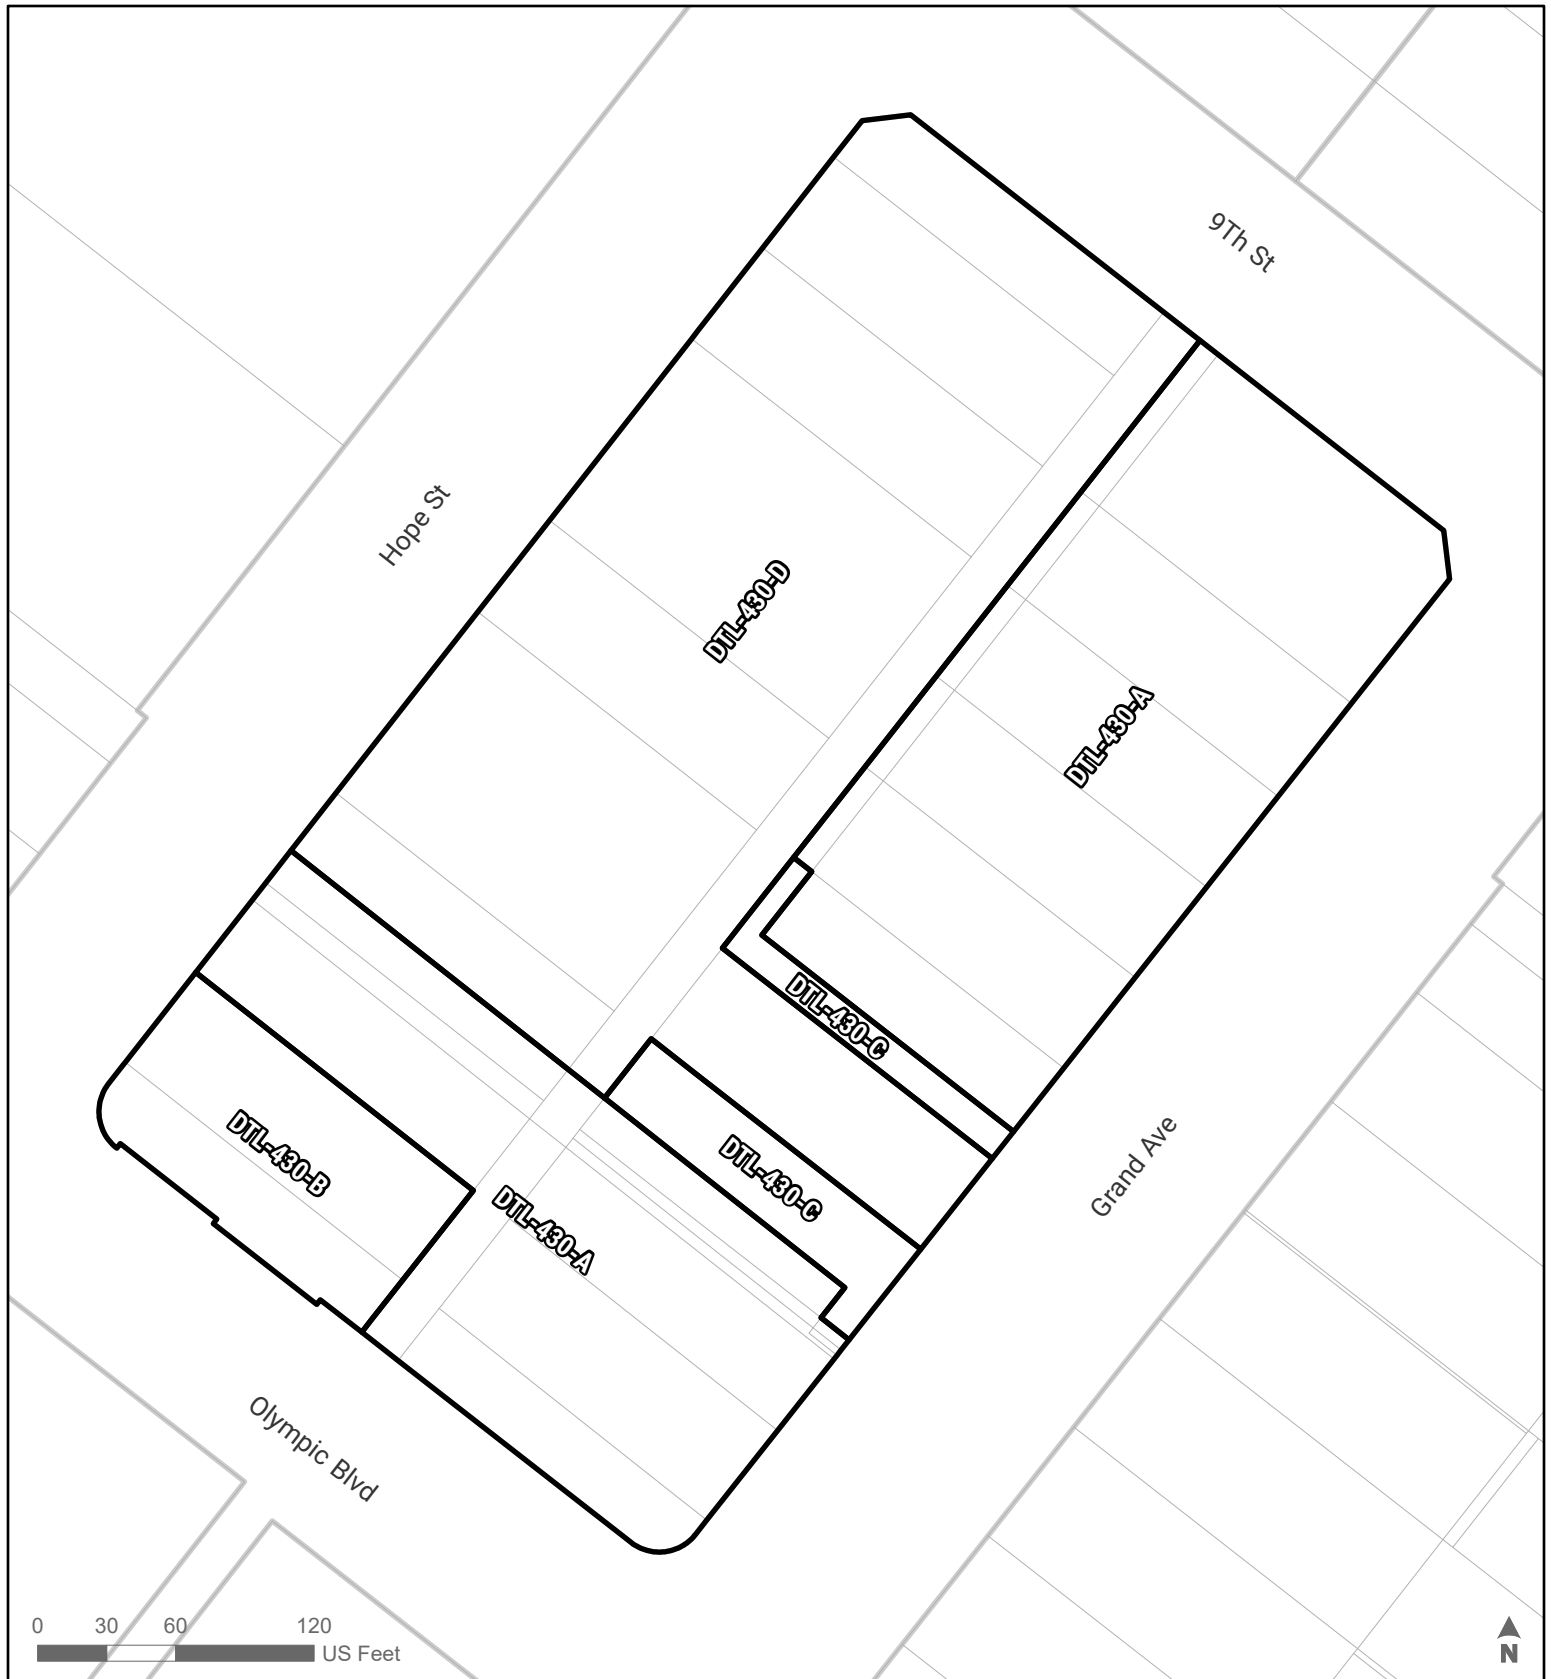 9Th St
Hope St
DTL-430-D
DTL-430-A
DTL-430-C
DTL-430-B
DTL-430-C
DTL-430-A
Grand Ave
Olympic Blvd
0 30 60 120
US Feet
N